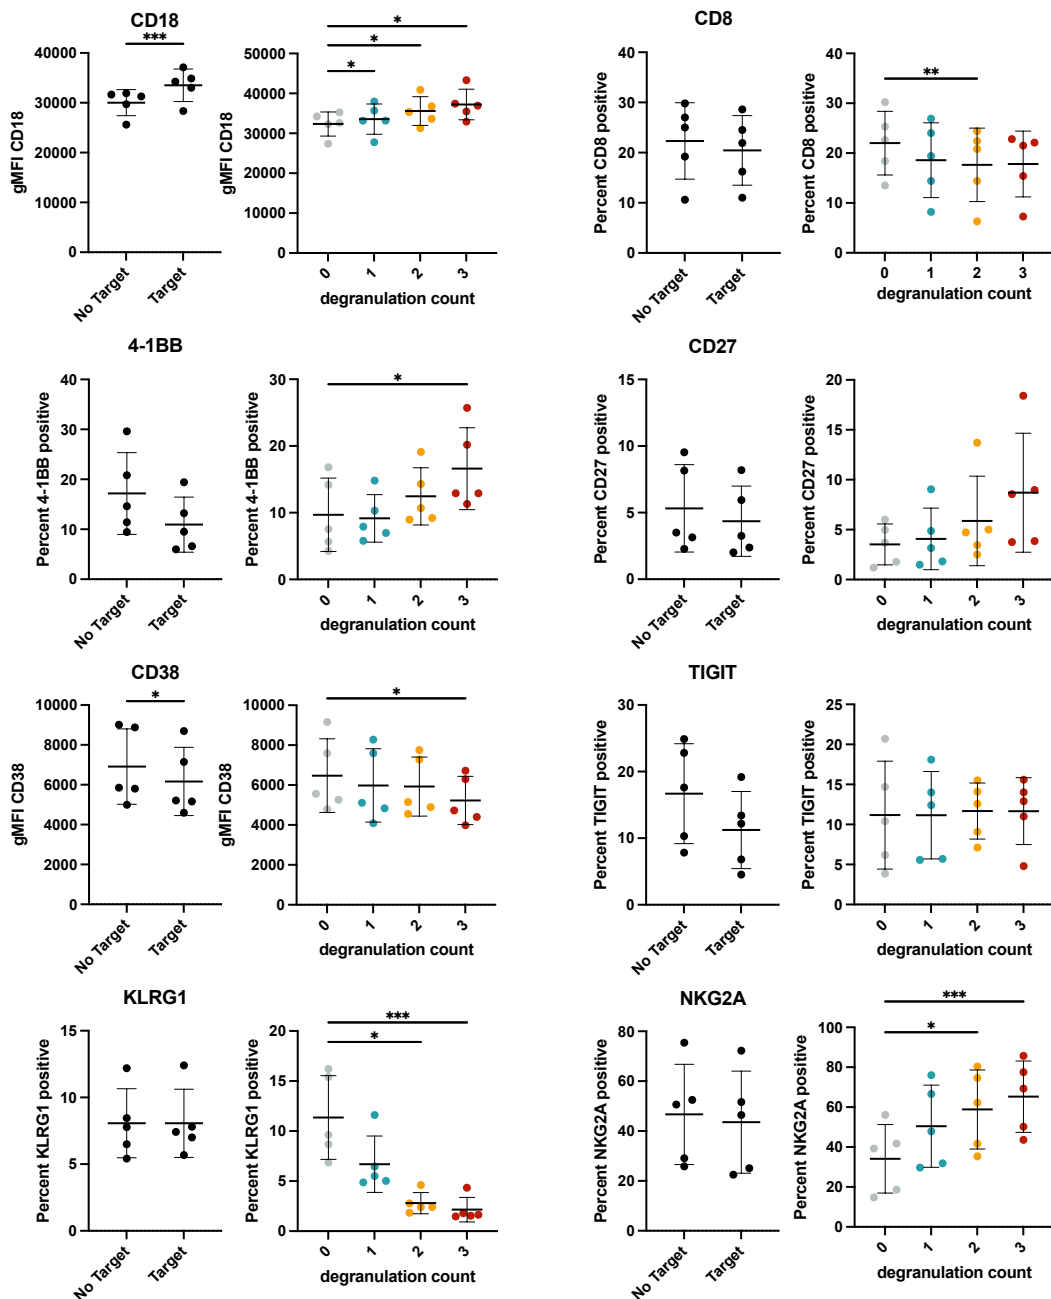 CD18
***
gMFI CD18
40000
30000
20000
10000
0
No Target
Target
*
*
*
gMFI CD18
50000
40000
30000
20000
10000
0
0
1
2
3
degranulation count
CD8
Percent CD8 positive
40
30
20
10
0
No Target
Target
**
Percent CD8 positive
40
30
20
10
0
0
1
2
3
degranulation count
4-1BB
Percent 4-1BB positive
40
30
20
10
0
No Target
Target
*
Percent 4-1BB positive
30
20
10
0
0
1
2
3
degranulation count
CD27
Percent CD27 positive
15
10
5
0
No Target
Target
Percent CD27 positive
20
15
10
5
0
0
1
2
3
degranulation count
CD38
*
gMFI CD38
10000
8000
6000
4000
2000
0
No Target
Target
*
gMFI CD38
10000
8000
6000
4000
2000
0
0
1
2
3
degranulation count
TIGIT
Percent TIGIT positive
30
20
10
0
No Target
Target
Percent TIGIT positive
25
20
15
10
5
0
0
1
2
3
degranulation count
KLRG1
Percent KLRG1 positive
15
10
5
0
No Target
Target
***
*
Percent KLRG1 positive
20
15
10
5
0
0
1
2
3
degranulation count
NKG2A
Percent NKG2A positive
80
60
40
20
0
No Target
Target
***
*
Percent NKG2A positive
100
80
60
40
20
0
0
1
2
3
degranulation count